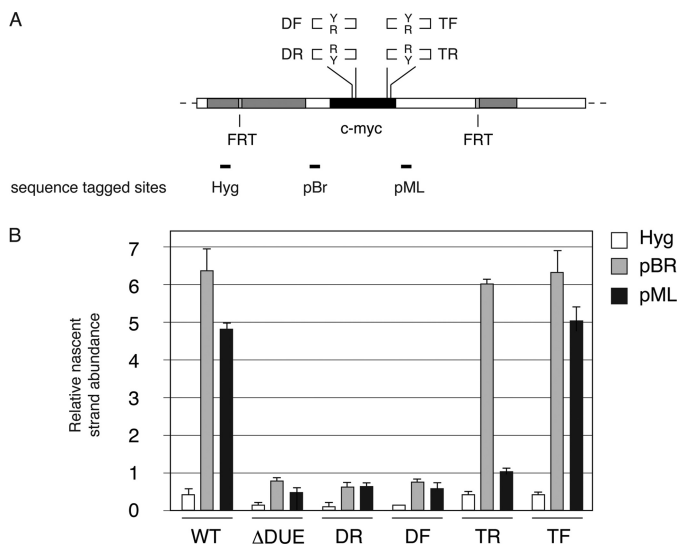 A
DF Y R Y R TF
DR R Y R Y TR
c-myc
FRT FRT
sequence tagged sites Hyg pBr pML
B
Relative nascent
strand abundance
7
6
5
4
3
2
1
0
WT ΔDUE DR DF TR TF
Hyg
pBR
pML